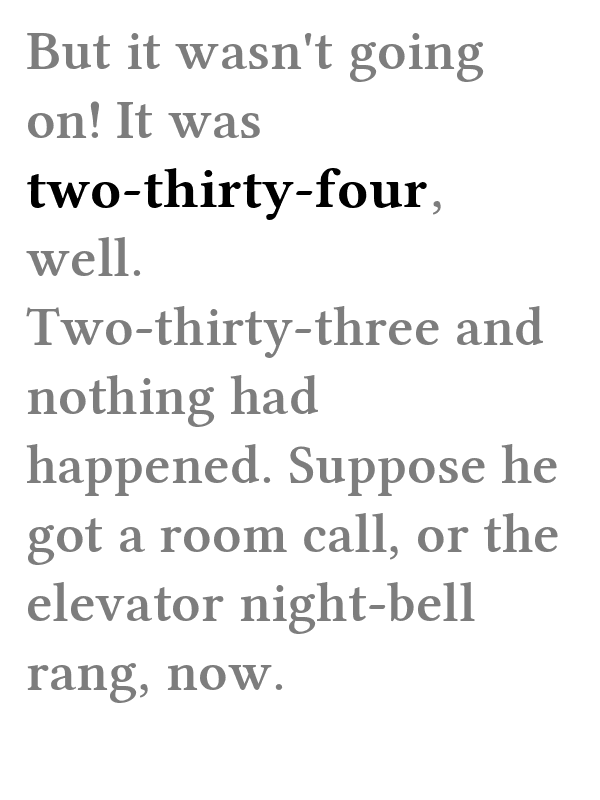 But it wasn't going
on! It was
two-thirty-four,
well.
Two-thirty-three and
nothing had
happened. Suppose he
got a room call, or the
elevator night-bell
rang, now.